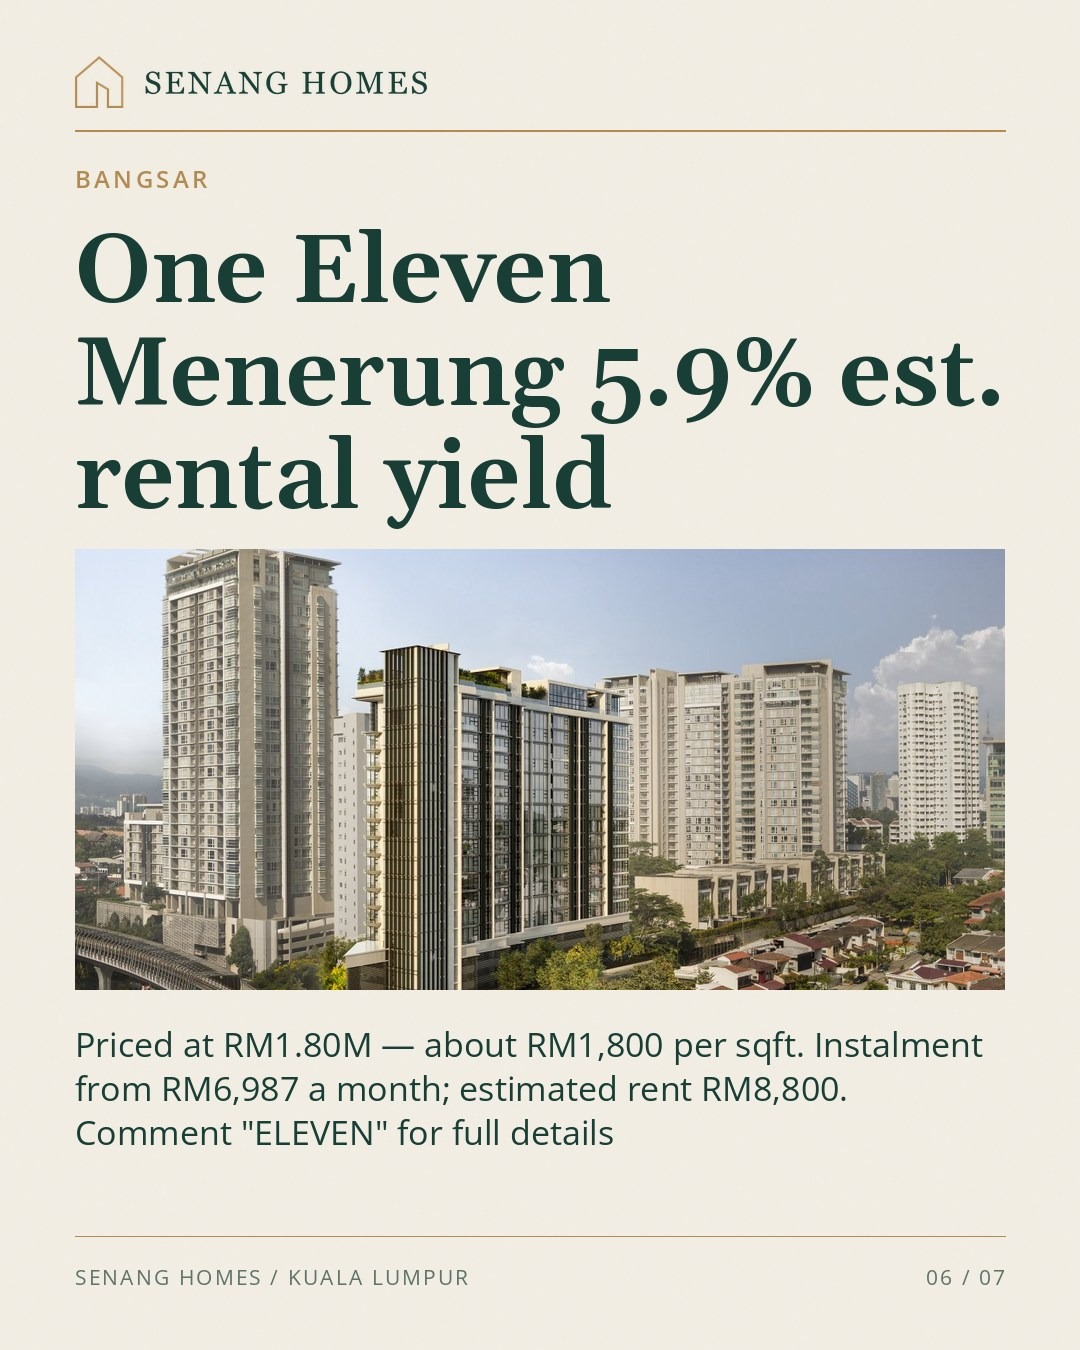 SENANG HOMES
BANGSAR
One Eleven
Menerung 5.9% est.
rental yield
Priced at RM1.80M — about RM1,800 per sqft. Instalment
from RM6,987 a month; estimated rent RM8,800.
Comment "ELEVEN" for full details
SENANG HOMES / KUALA LUMPUR
06 / 07